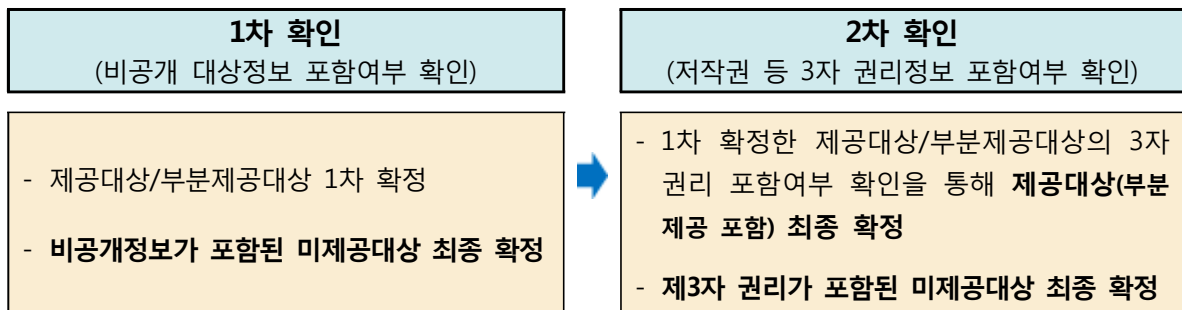 1차 확인
(비공개 대상정보 포함여부 확인)
- 제공대상/부분제공대상 1차 확정
- 비공개정보가 포함된 미제공대상 최종 확정
2차 확인
(저작권 등 3자 권리정보 포함여부 확인)
- 1차 확정한 제공대상/부분제공대상의 3자
권리 포함여부 확인을 통해 제공대상(부분
제공 포함) 최종 확정
- 제3자 권리가 포함된 미제공대상 최종 확정